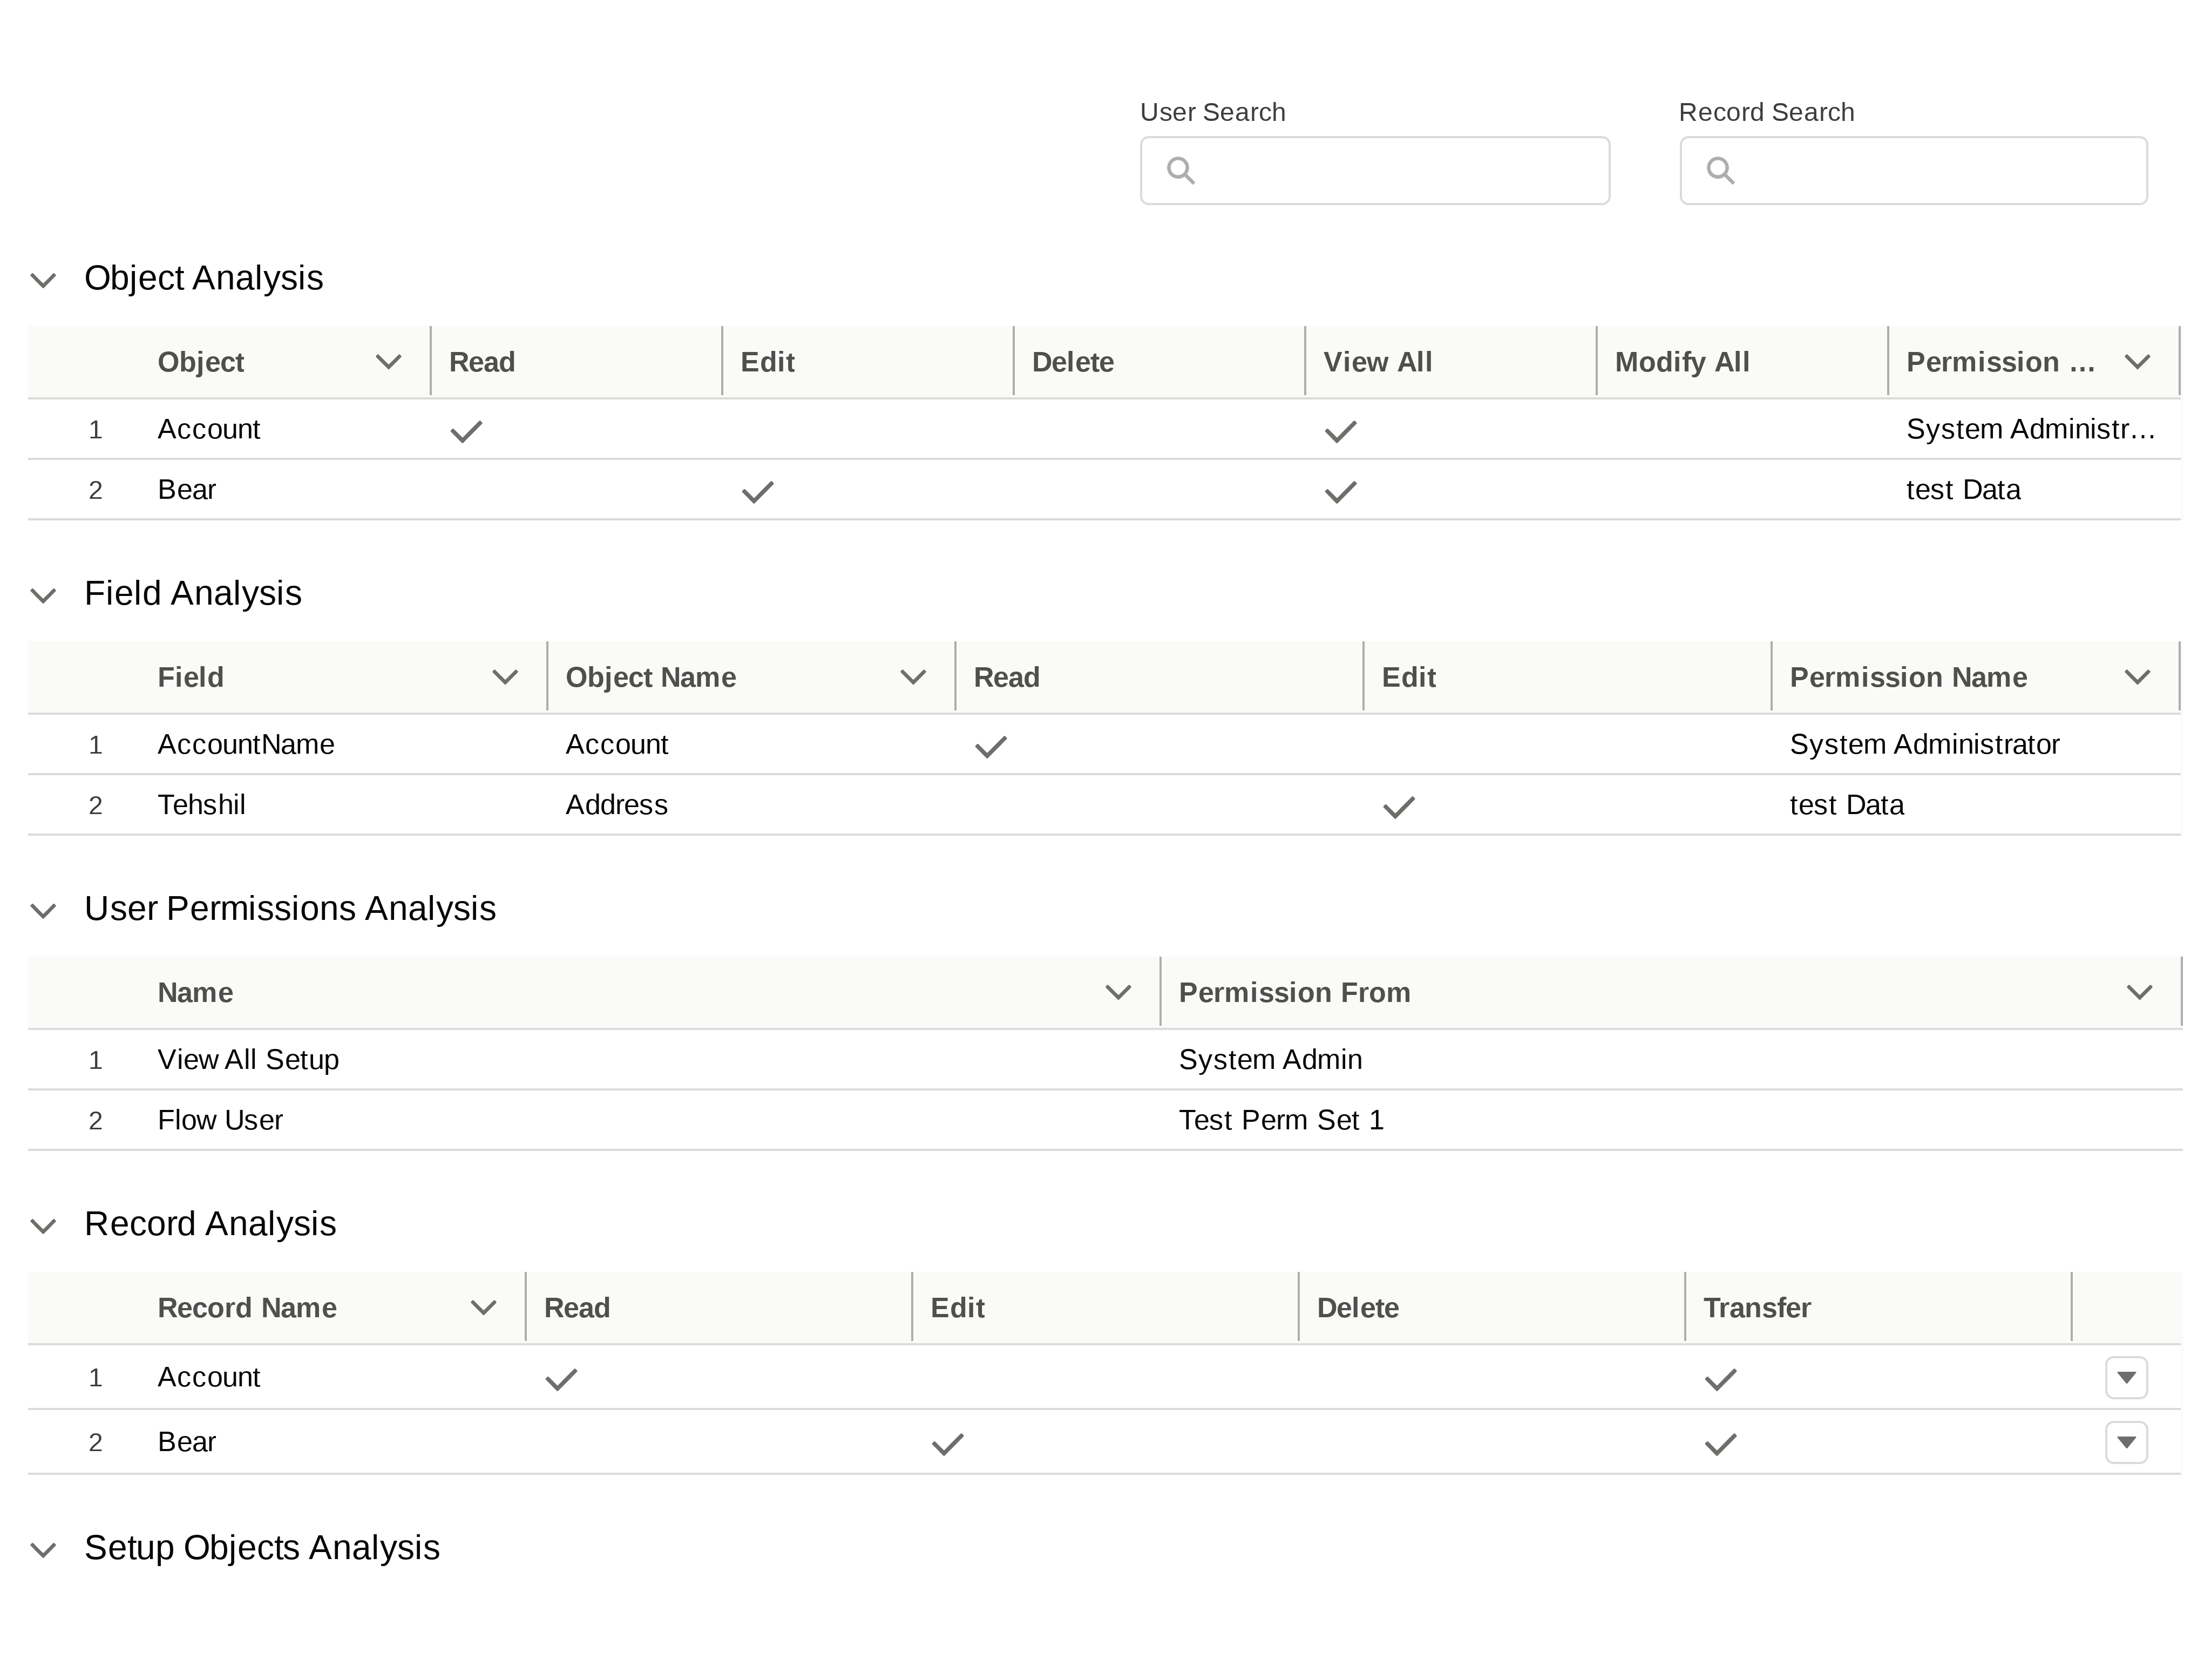 User Search Record Search
Object Analysis
Object Read Edit Delete View All Modify All Permission ...
1 Account System Administr...
2 Bear test Data
Field Analysis
Field Object Name Read Edit Permission Name
1 AccountName Account System Administrator
2 Tehshil Address test Data
User Permissions Analysis
Name Permission From
1 View All Setup System Admin
2 Flow User Test Perm Set 1
Record Analysis
Record Name Read Edit Delete Transfer
1 Account
2 Bear
Setup Objects Analysis